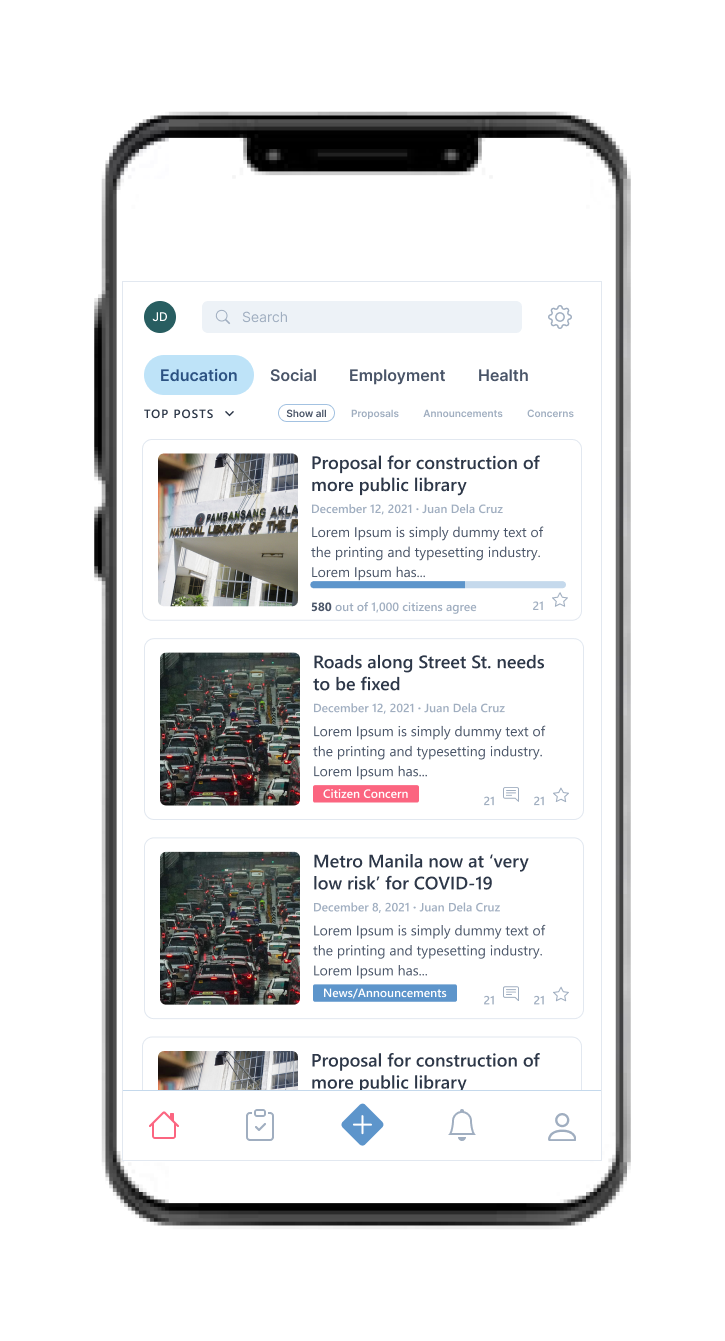 JD
Search
Education Social Employment Health
TOP POSTS Show all Proposals Announcements Concerns
PAMBANSANG AKLA
NATIONAL LIBRARY OF THE P
Proposal for construction of
more public library
December 12, 2021 · Juan Dela Cruz
Lorem Ipsum is simply dummy text of
the printing and typesetting industry.
Lorem Ipsum has...
580 out of 1,000 citizens agree 21
Roads along Street St. needs
to be fixed
December 12, 2021 · Juan Dela Cruz
Lorem Ipsum is simply dummy text of
the printing and typesetting industry.
Lorem Ipsum has...
Citizen Concern 21 21
Metro Manila now at ‘very
low risk’ for COVID-19
December 8, 2021 · Juan Dela Cruz
Lorem Ipsum is simply dummy text of
the printing and typesetting industry.
Lorem Ipsum has...
News/Announcements 21 21
Proposal for construction of
more public library